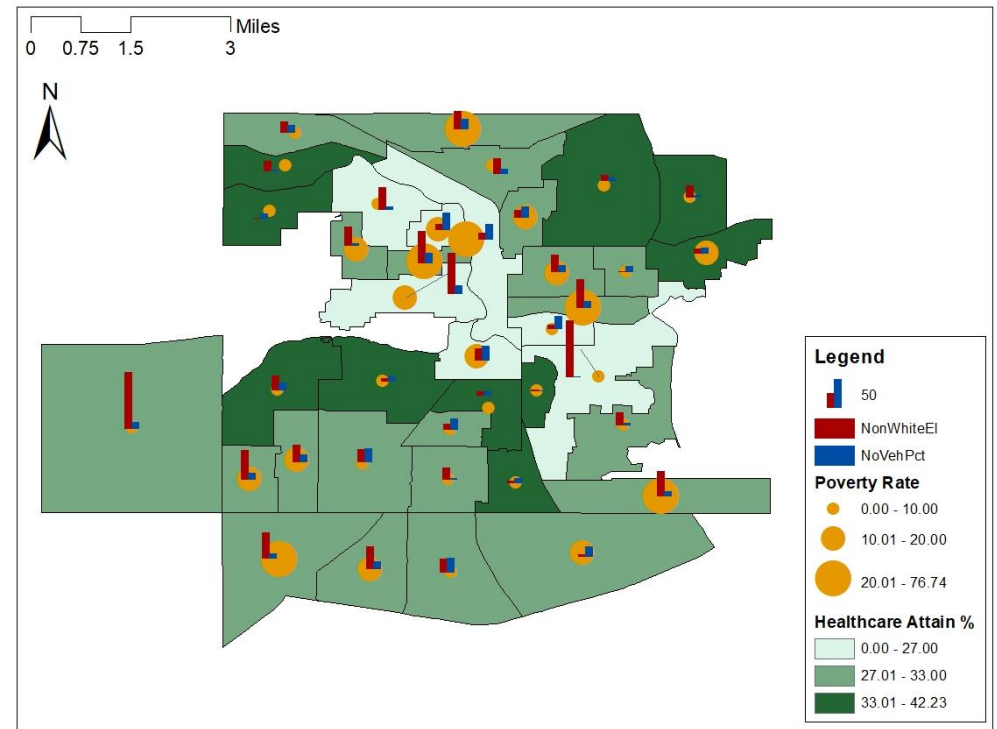 Miles
0 0.75 1.5 3
N
Legend
50
NonWhiteEl
NoVehPct
Poverty Rate
0.00 - 10.00
10.01 - 20.00
20.01 - 76.74
Healthcare Attain %
0.00 - 27.00
27.01 - 33.00
33.01 - 42.23